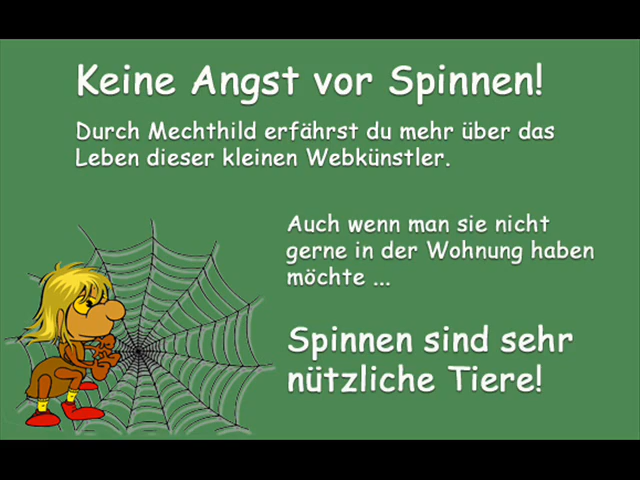 Keine Angst vor Spinnen!
Durch Mechthild erfährst du mehr über das
Leben dieser kleinen Webkünstler.
Auch wenn man sie nicht
gerne in der Wohnung haben
möchte ...
Spinnen sind sehr
nützliche Tiere!